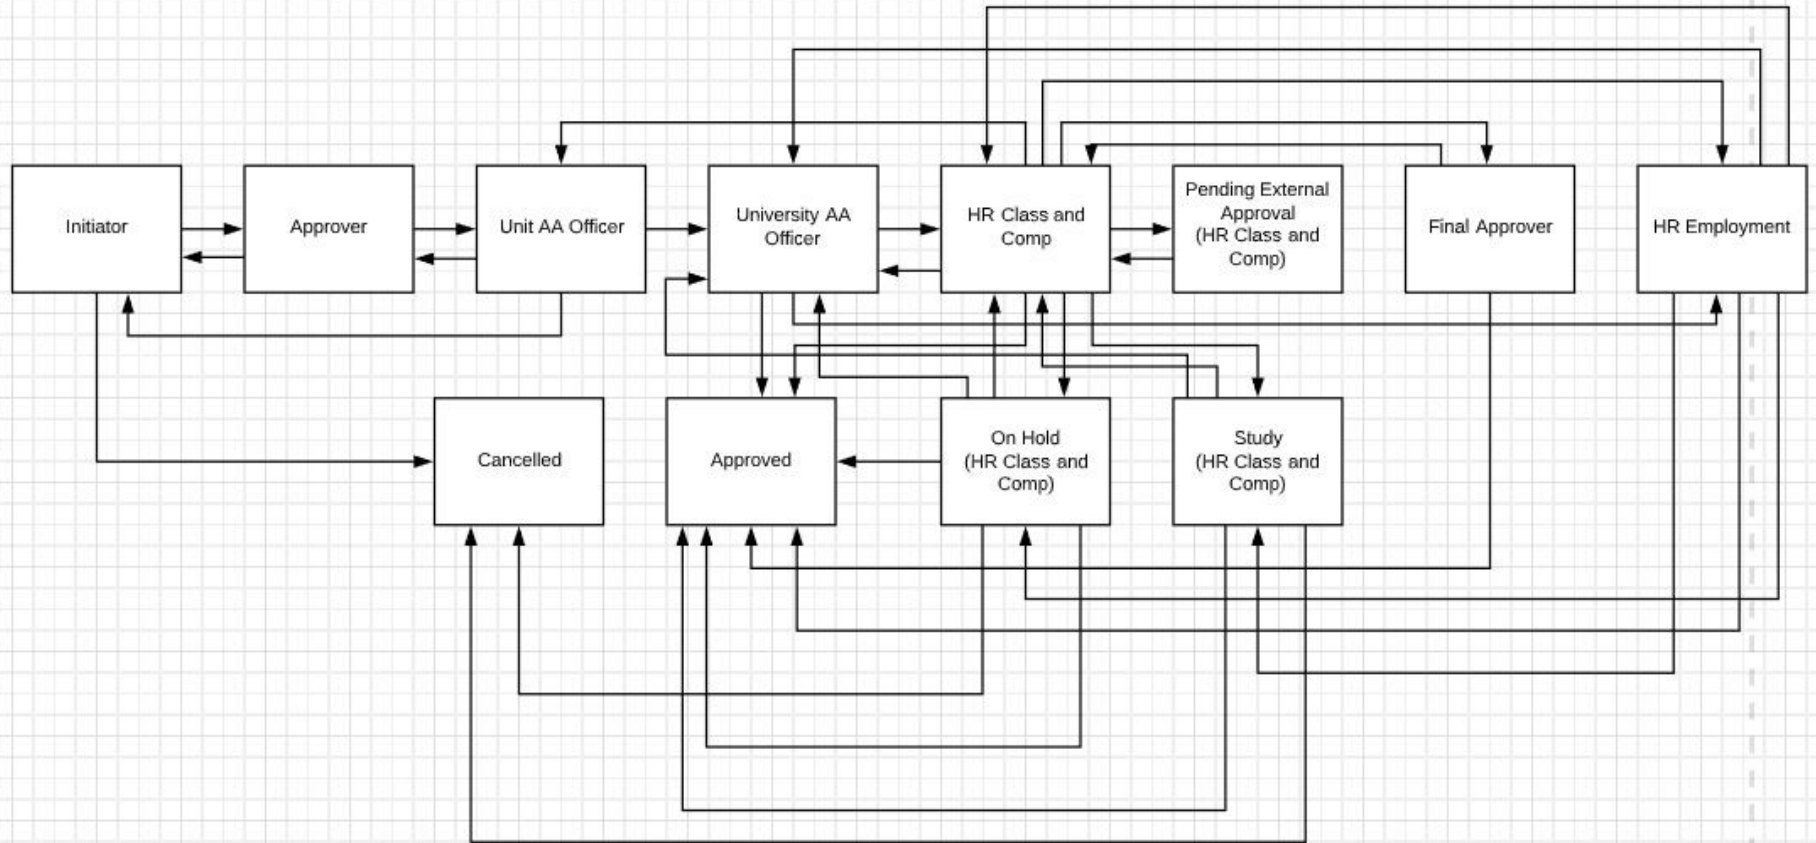 Initiator
Approver
Unit AA Officer
University AA
Officer
HR Class and
Comp
Pending External
Approval
(HR Class and
Comp)
Final Approver
HR Employment
Cancelled
Approved
On Hold
(HR Class and
Comp)
Study
(HR Class and
Comp)